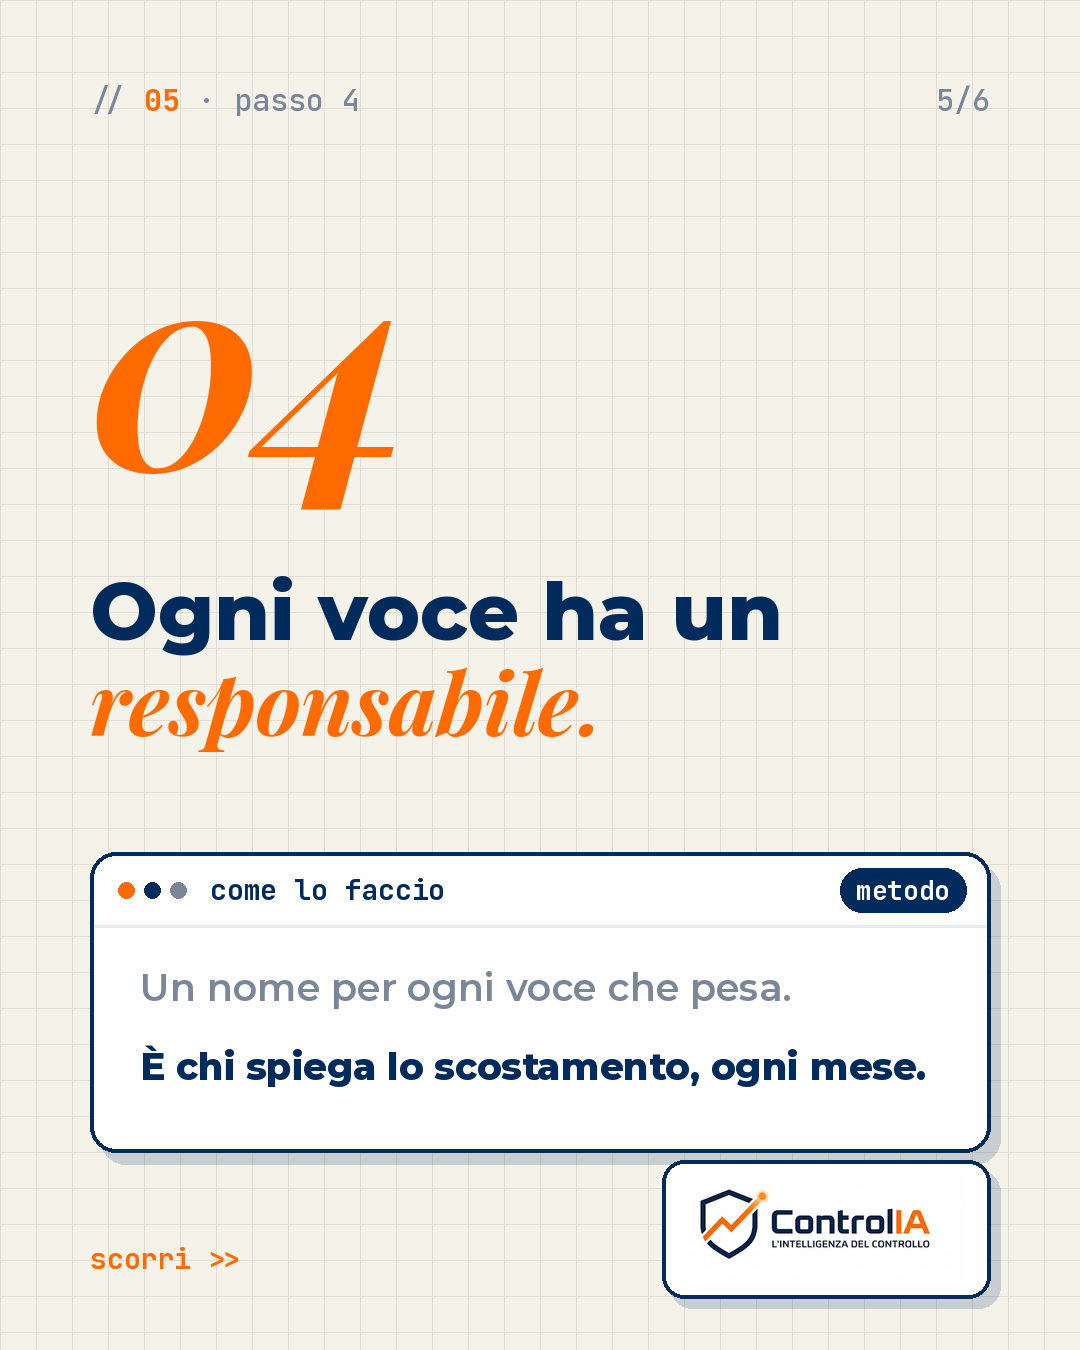 // 05 · passo 4
5/6
04
Ogni voce ha un
responsabile.
come lo faccio
metodo
Un nome per ogni voce che pesa.
È chi spiega lo scostamento, ogni mese.
ControlIA
L'INTELLIGENZA DEL CONTROLLO
scorri >>